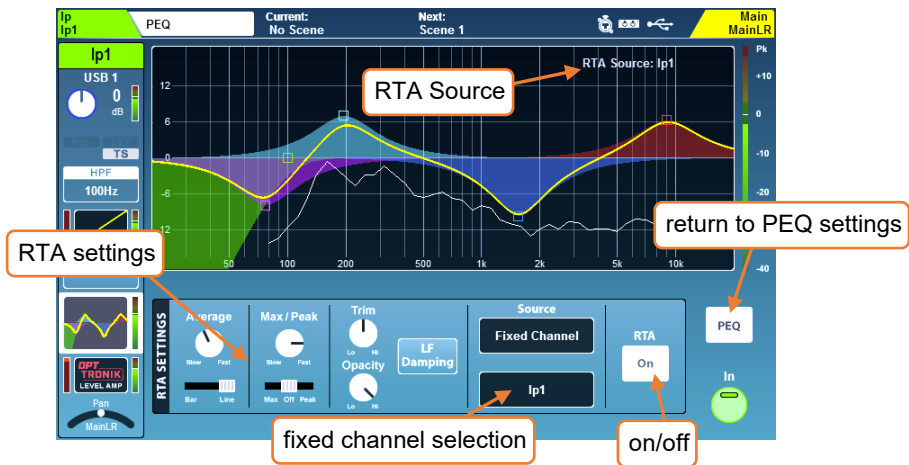 Ip
Ip1
PEQ
Current:
No Scene
Next:
Scene 1
Main
MainLR
Ip1
USB 1
0
dB
TS
HPF
100Hz
RTA Source: Ip1
RTA Source
12
6
0
-6
12
50 100 200 500 1k 2k 5k 10k
Pk
+10
0
-10
-20
-40
return to PEQ settings
RTA settings
RTA SETTINGS
Average
Slow Fast
Bar Line
Max / Peak
Slow Fast
Max Off Peak
Trim
Lo Hi
Opacity
Lo Hi
LF
Damping
Source
Fixed Channel
Ip1
RTA
On
PEQ
In
OPT
TRONIK
LEVEL AMP
Pan
MainLR
fixed channel selection
on/off